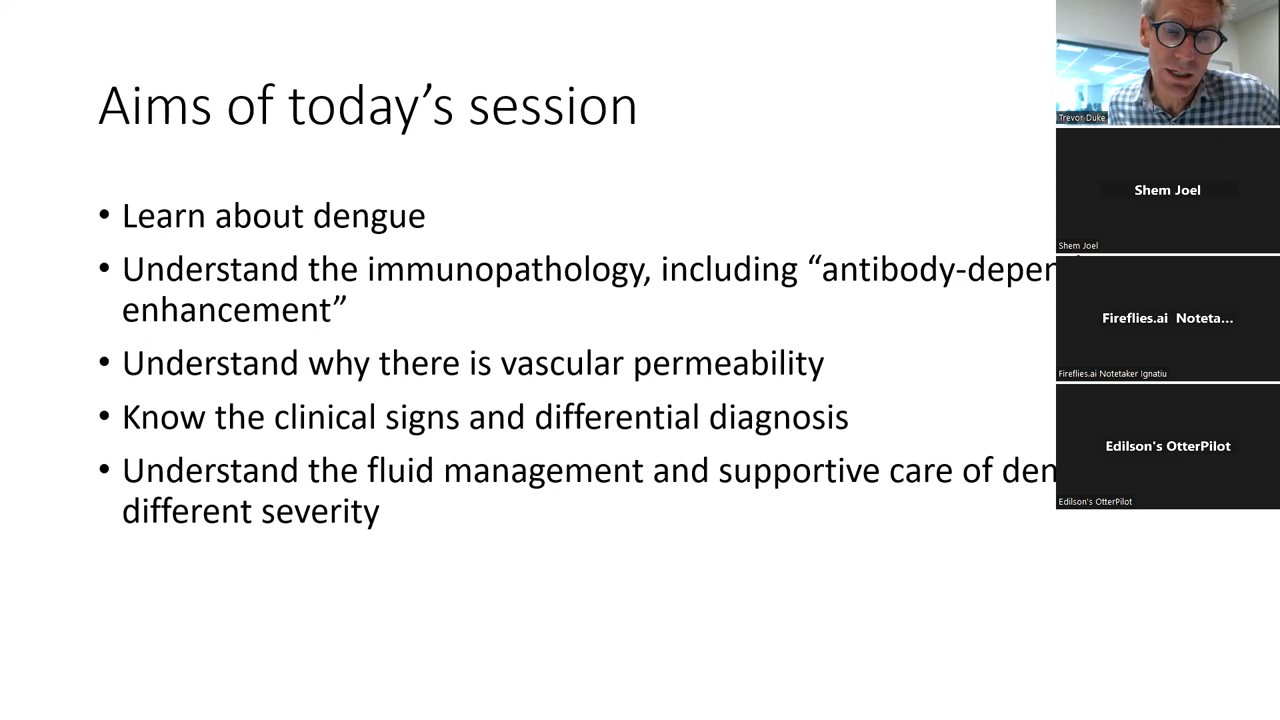 Aims of today’s session
• Learn about dengue
• Understand the immunopathology, including “antibody-depen
enhancement”
• Understand why there is vascular permeability
• Know the clinical signs and differential diagnosis
• Understand the fluid management and supportive care of den
different severity
Trevor Duke
Shem Joel
Shem Joel
Fireflies.ai Noteta...
Fireflies.ai Notetaker Ignatiu
Edilson's OtterPilot
Edilson's OtterPilot